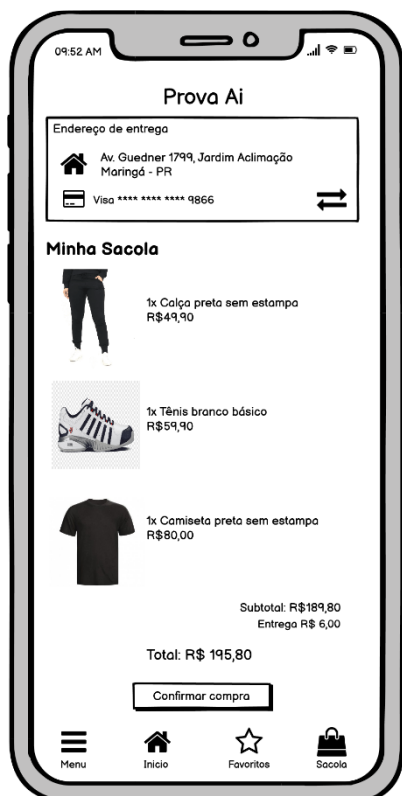 09:52 AM
Prova Ai
Endereço de entrega
Av. Guedner 1799, Jardim Aclimação
Maringá - PR
Visa **** **** **** 9866
Minha Sacola
1x Calça preta sem estampa
R$49,90
1x Tênis branco básico
R$59,90
1x Camiseta preta sem estampa
R$80,00
Subtotal: R$189,80
Entrega R$ 6,00
Total: R$ 195,80
Confirmar compra
Menu
Inicio
Favoritos
Sacola